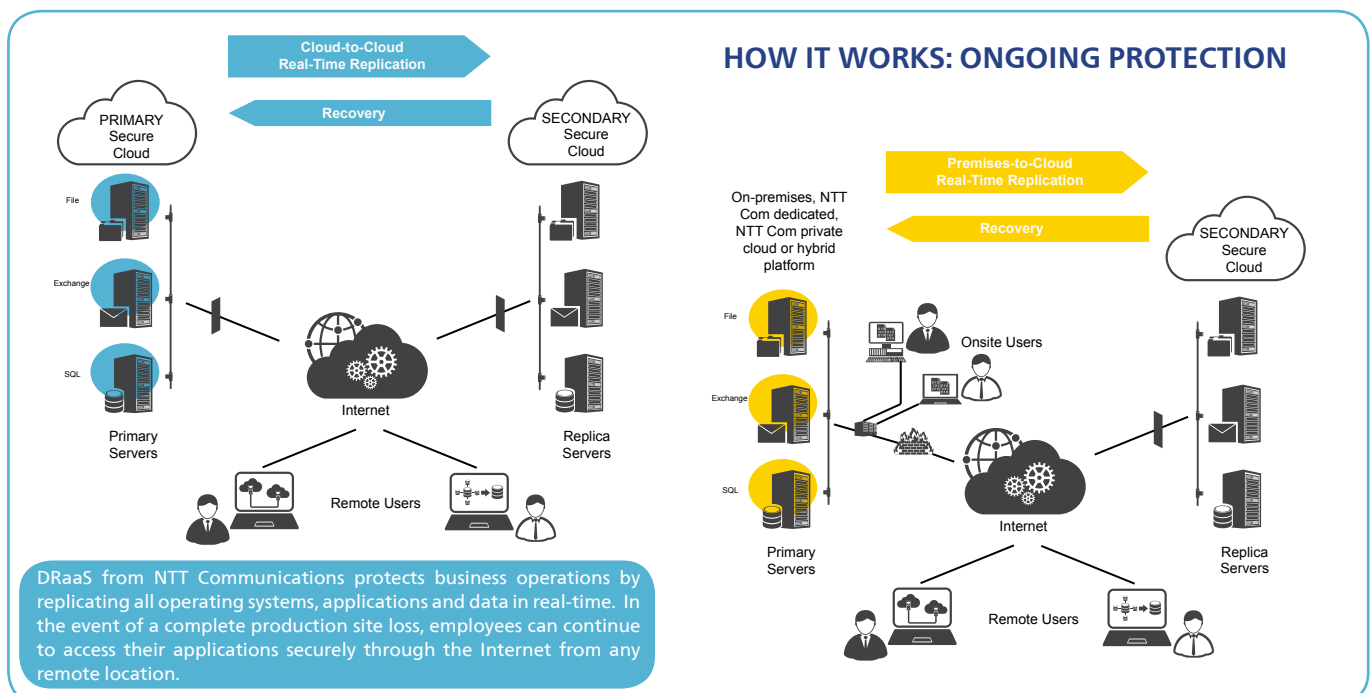 Cloud-to-Cloud
Real-Time Replication
Recovery
PRIMARY
Secure
Cloud
SECONDARY
Secure
Cloud
File
Exchange
SQL
Primary
Servers
Internet
Replica
Servers
Remote Users
DRaaS from NTT Communications protects business operations by
replicating all operating systems, applications and data in real-time. In
the event of a complete production site loss, employees can continue
to access their applications securely through the Internet from any
remote location.
HOW IT WORKS: ONGOING PROTECTION
Premises-to-Cloud
Real-Time Replication
Recovery
On-premises, NTT
Com dedicated,
NTT Com private
cloud or hybrid
platform
SECONDARY
Secure
Cloud
File
Exchange
SQL
Onsite Users
Primary
Servers
Internet
Replica
Servers
Remote Users